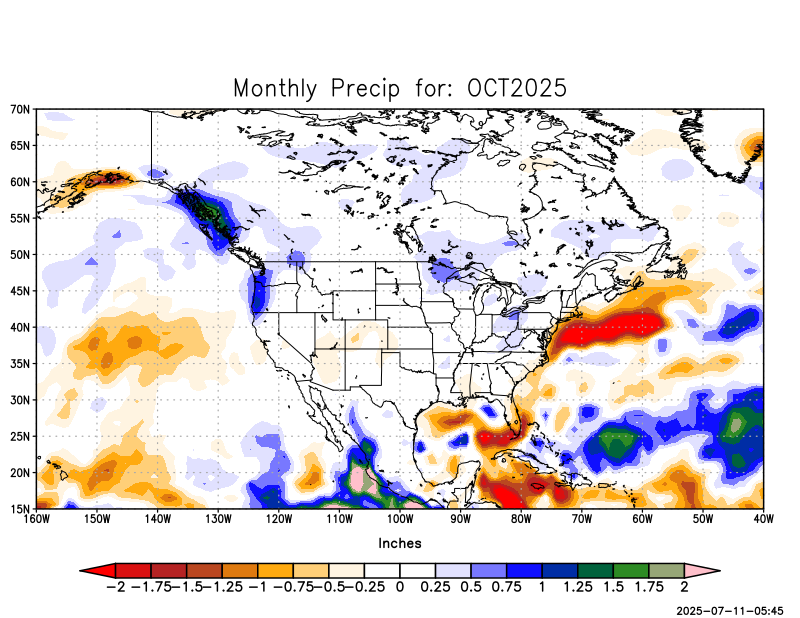 Monthly Precip for: OCT2025
70N
65N
60N
55N
50N
45N
40N
35N
30N
25N
20N
15N
160W 150W 140W 130W 120W 110W 100W 90W 80W 70W 60W 50W 40W
Inches
-2 -1.75 -1.5 -1.25 -1 -0.75 -0.5 -0.25 0 0.25 0.5 0.75 1 1.25 1.5 1.75 2
2025-07-11-05:45